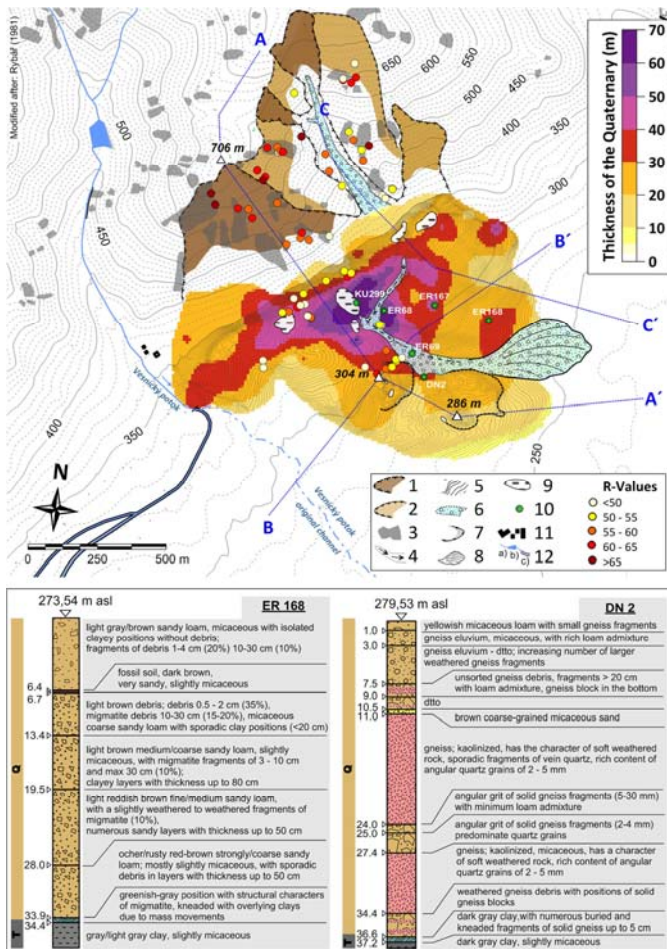 Modified after: Rybář (1981)
A
C
706 m
500
450
400
350
650
600
550
500
450
400
350
300
250
B´
C´
A´
B
KU299
ER68
ER167
ER168
ER69
DN2
304 m
286 m
Vesnický potok
Vesnický potok
original channel
N
0
500 m
Thickness of the Quaternary (m)
70
60
50
40
30
20
10
0
1
2
3
4
5
6
7
8
9
10
11
12
a)
b)
c)
R-Values
<50
50 - 55
55 - 60
60 - 65
>65
273,54 m asl
ER 168
light gray/brown sandy loam, micaceous with isolated
clayey positions without debris;
fragments of debris 1-4 cm (20%) 10-30 cm (10%)
fossil soil, dark brown,
very sandy, slightly micaceous
6.4
6.7
light brown debris; debris 0.5 - 2 cm (35%),
migmatite debris 10-30 cm (15-20%), micaceous
coarse sandy loam with sporadic clay positions (<20 cm)
13.4
light brown medium/coarse sandy loam, slightly
micaceous, with migmatite fragments of 3 - 10 cm
and max 30 cm (10%);
clayey layers with thickness up to 80 cm
19.5
light reddish brown fine/medium sandy loam,
with a slightly weathered to weathered fragments of
migmatite (10%),
numerous sandy layers with thickness up to 50 cm
28.0
ocher/rusty red-brown strongly/coarse sandy
loam; mostly slightly micaceous, with sporadic
debris in layers with thickness up to 50 cm
greenish-gray position with structural characters
of migmatite, kneaded with overlying clays
due to mass movements
33.9
34.4
gray/light gray clay, slightly micaceous
Q
T
279,53 m asl
DN 2
yellowish micaceous loam with small gneiss fragments
1.0
gneiss eluvium, micaceous, with rich loam admixture
3.0
gneiss eluvium - dtto; increasing number of larger
weathered gneiss fragments
7.5
unsorted gneiss debris, fragments > 20 cm
with loam admixture, gneiss block in the bottom
9.0
dtto
10.5
11.0
brown coarse-grained micaceous sand
gneiss; kaolinized, has the character of soft weathered
rock, sporadic fragments of vein quartz, rich content of
angular quartz grains of 2 - 5 mm
angular grit of solid gneiss fragments (5-30 mm)
with minimum loam admixture
24.0
25.0
angular grit of solid gneiss fragments (2-4 mm)
predominate quartz grains
27.4
gneiss; kaolinized, micaceous, has a character
of soft weathered rock, rich content of angular
quartz grains of 2 - 5 mm
weathered gneiss debris with positions of solid
gneiss blocks
34.4
dark gray clay,with numerous buried and
kneaded fragments of solid gneiss up to 5 cm
36.6
37.2
dark gray clay, slightly micaceous
Q
T